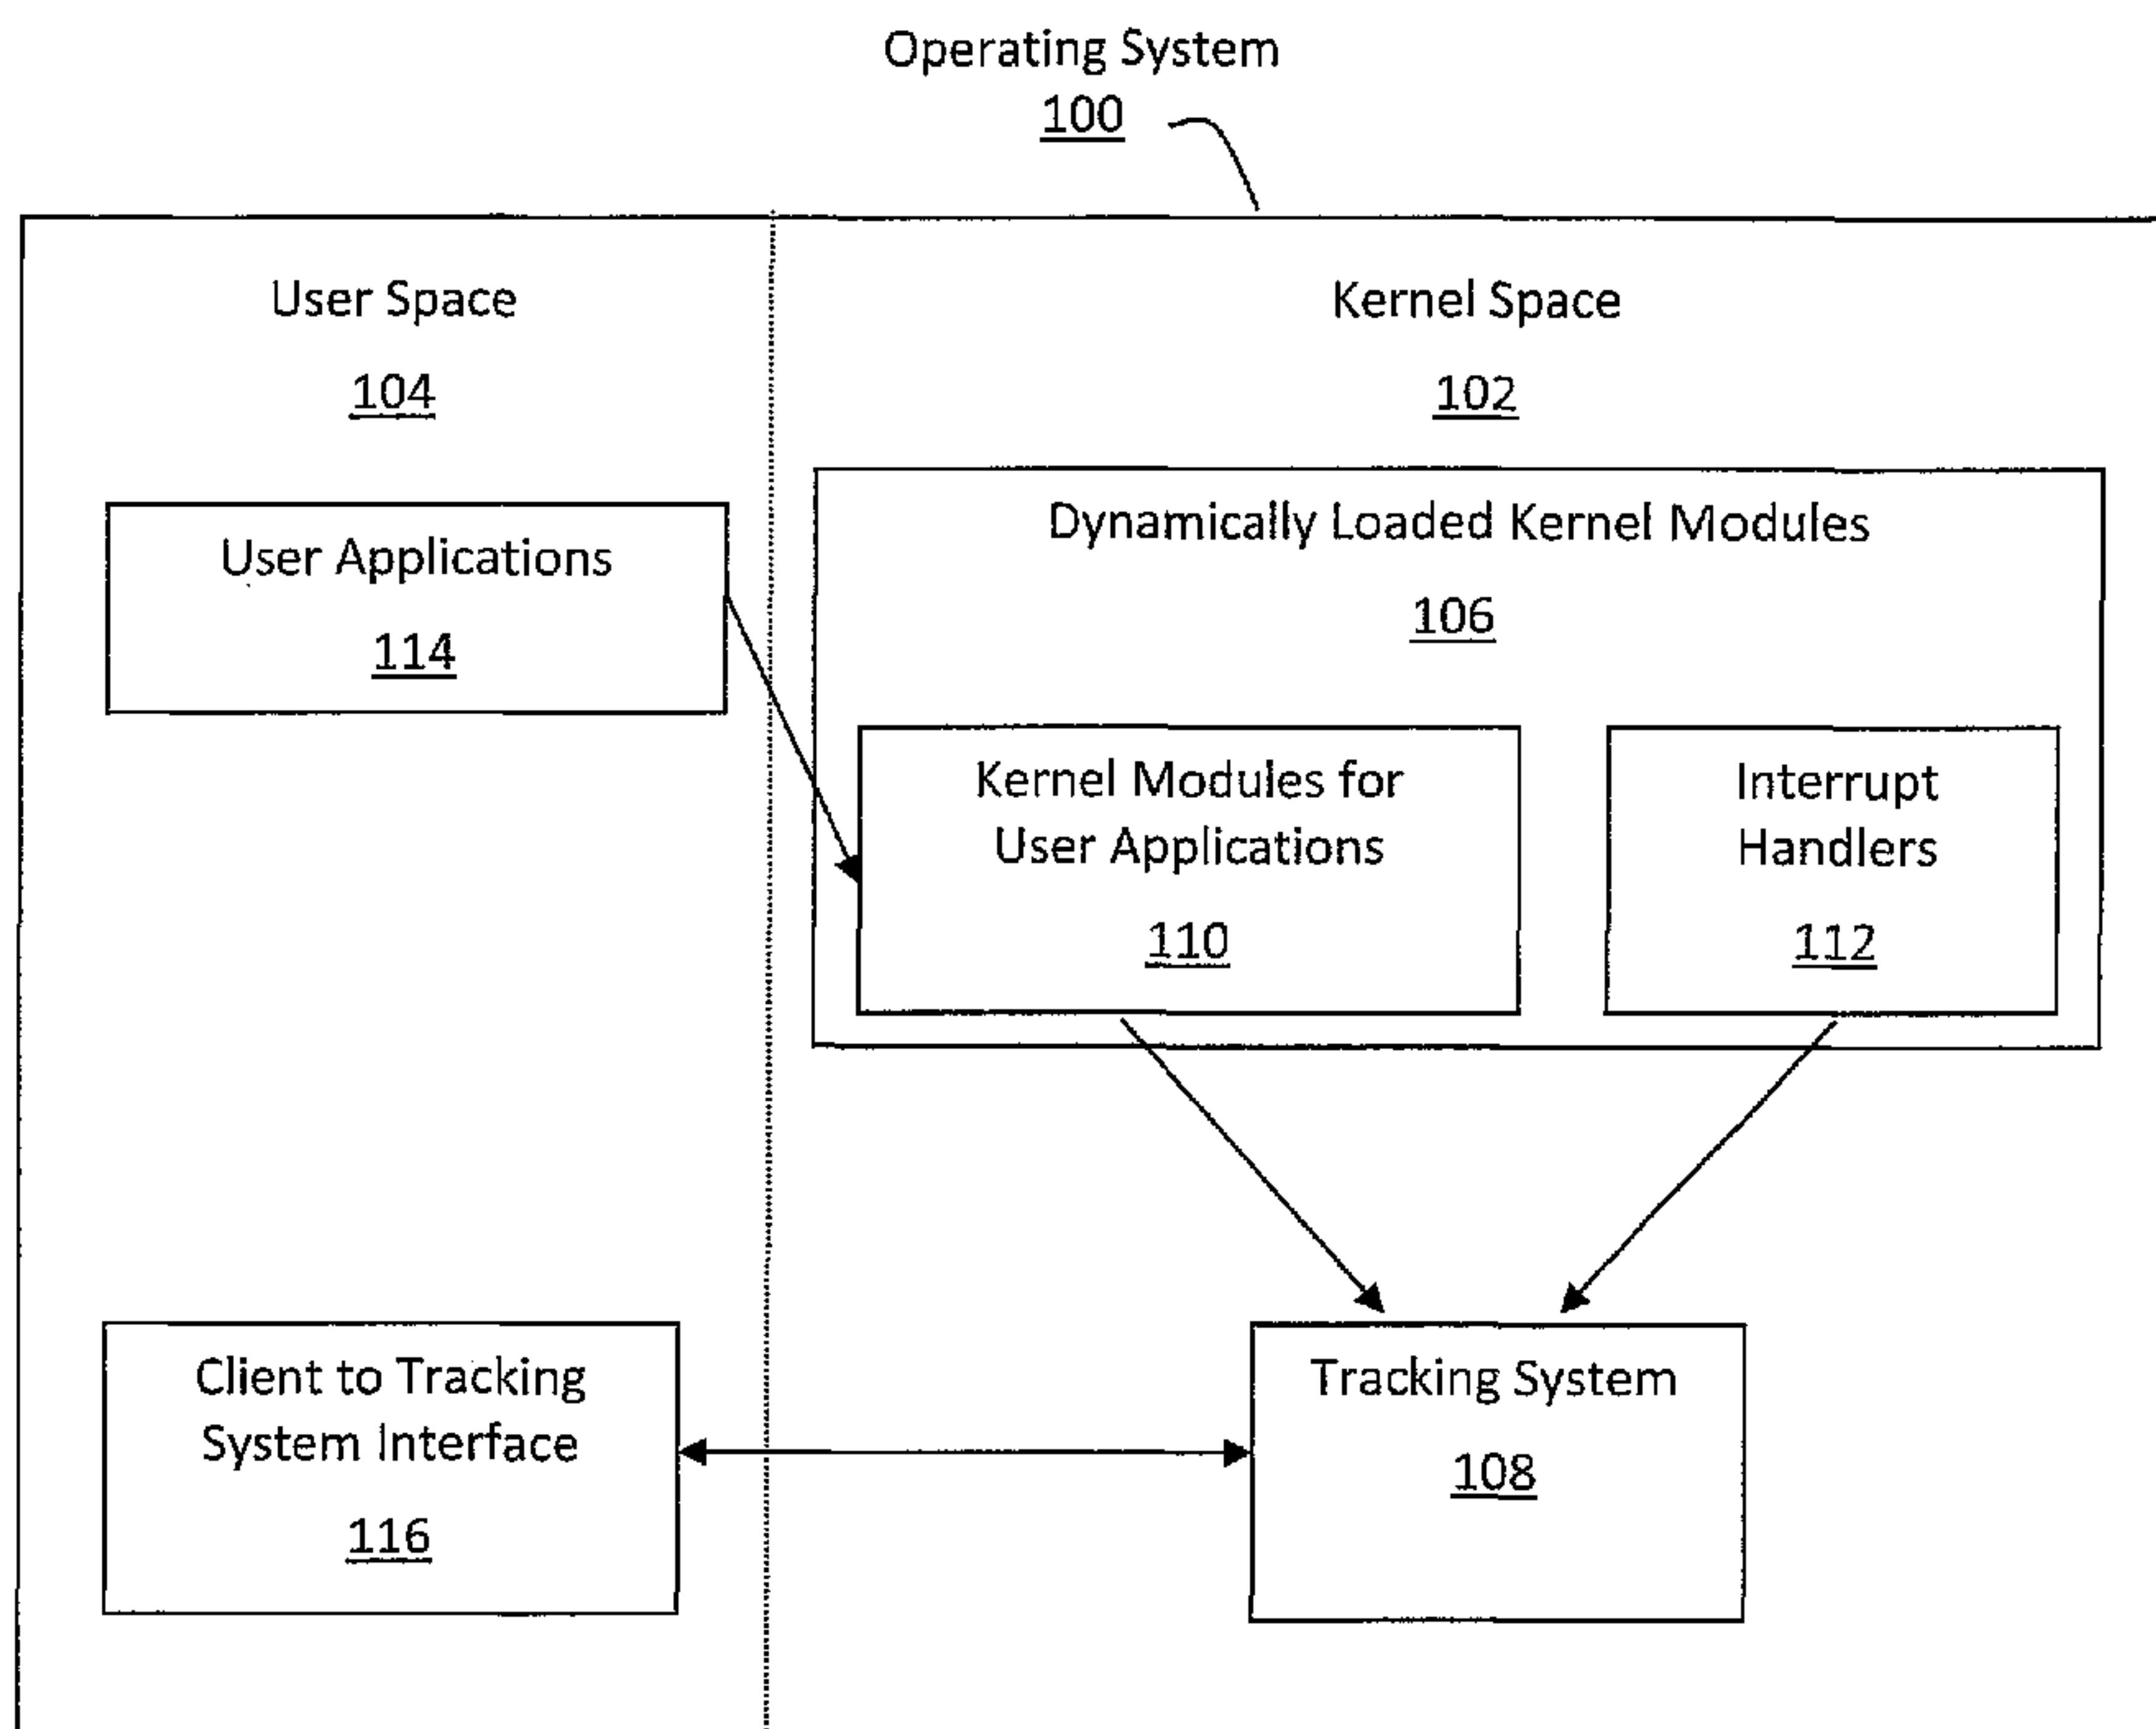 Operating System
100
User Space
104
Kernel Space
102
User Applications
114
Dynamically Loaded Kernel Modules
106
Kernel Modules for
User Applications
110
Interrupt
Handlers
112
Client to Tracking
System Interface
116
Tracking System
108